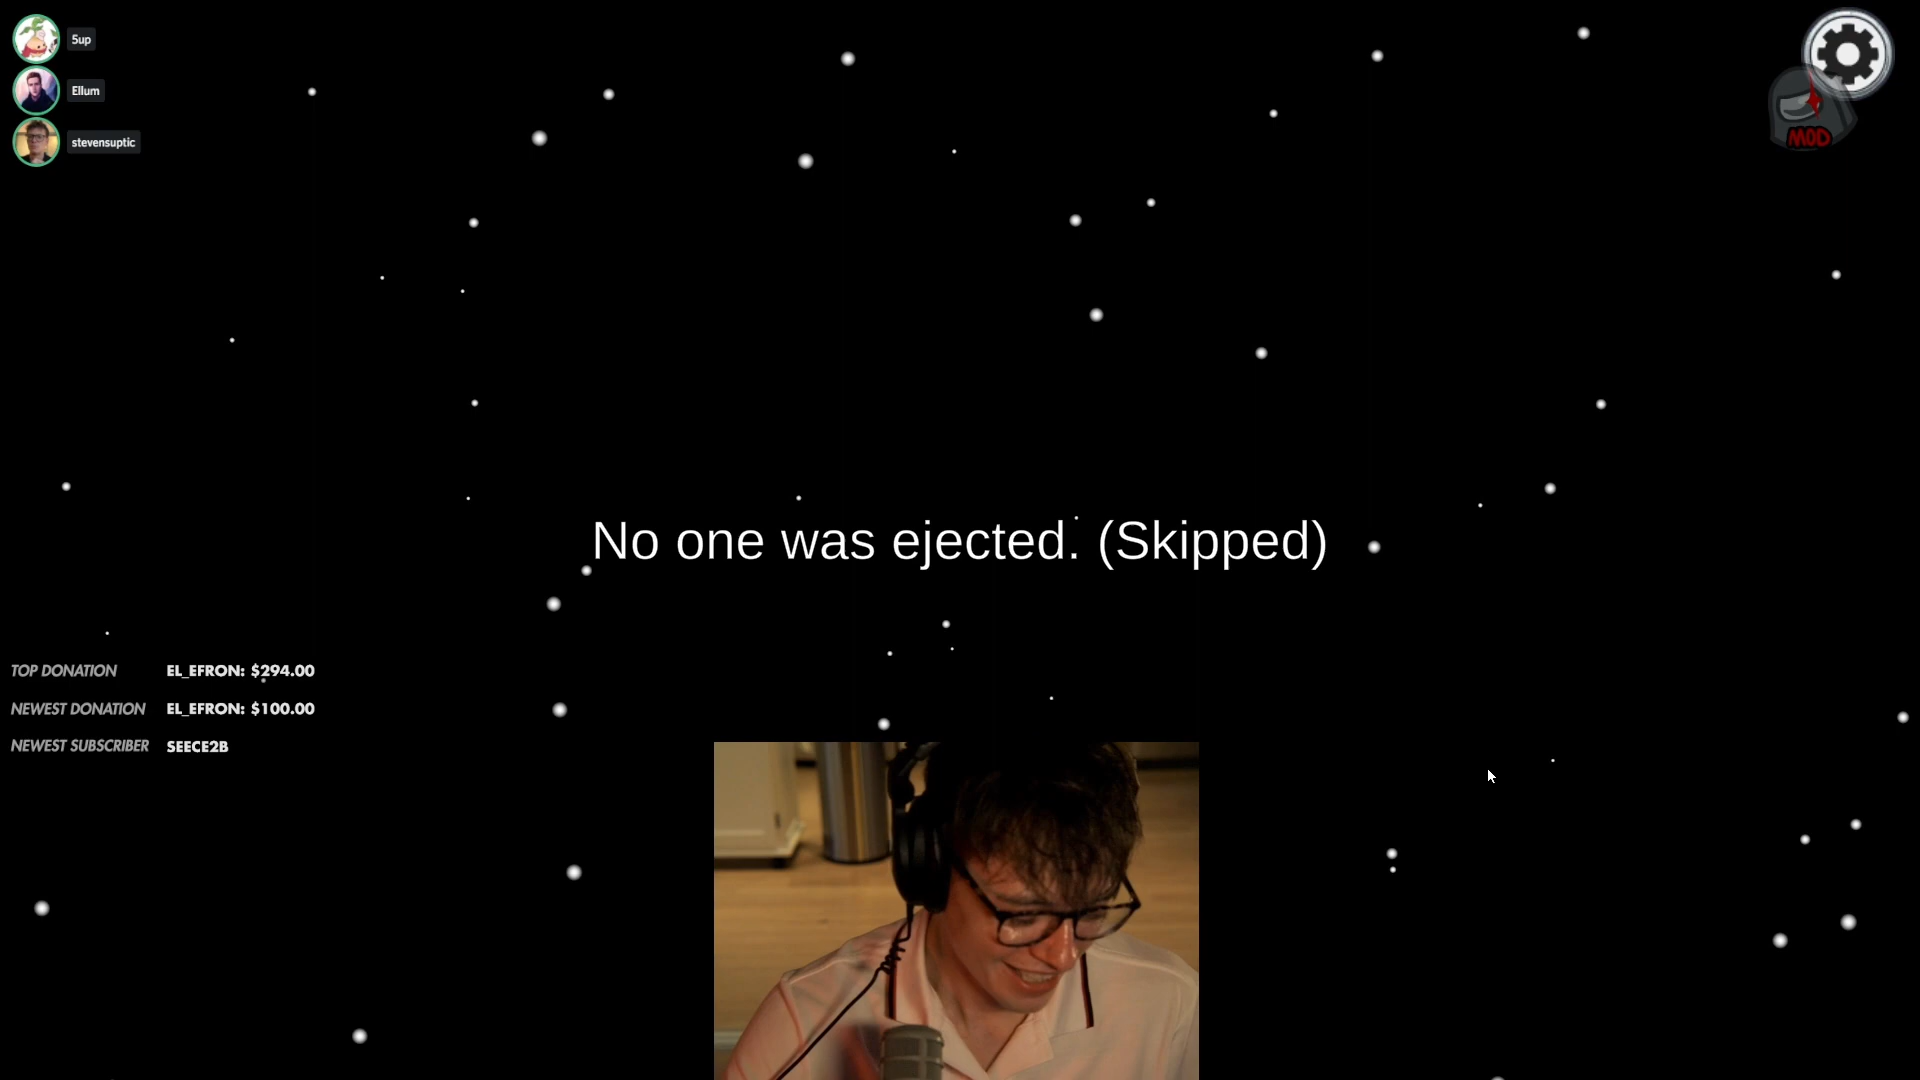 5up
Ellum
stevensuptic
MOD
No one was ejected. (Skipped)
TOP DONATION EL_EFRON: $294.00
NEWEST DONATION EL_EFRON: $100.00
NEWEST SUBSCRIBER SEECE2B